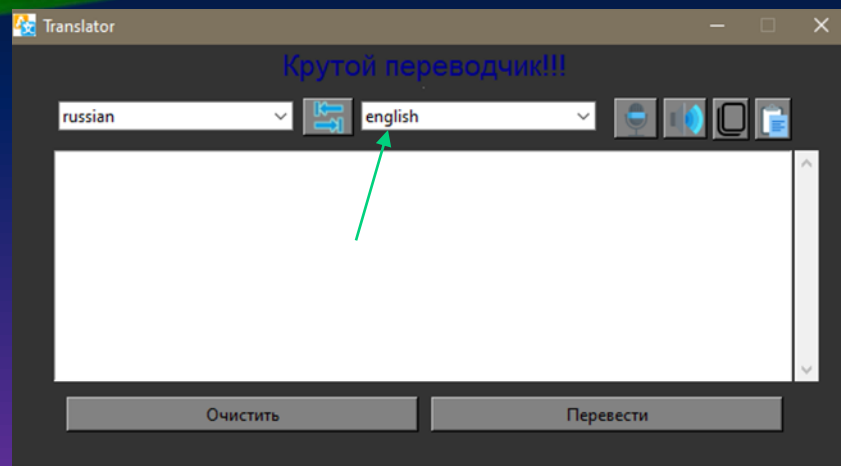 Translator
Крутой переводчик!!!
russian english
Очистить Перевести